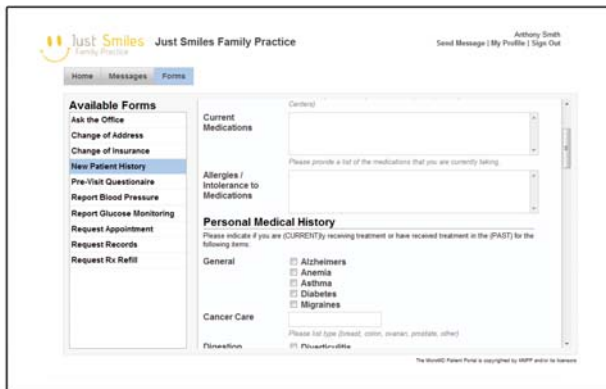 Just Smiles
Family Practice
Just Smiles Family Practice
Anthony Smith
Send Message | My Profile | Sign Out
Home Messages Forms
Available Forms
Ask the Office
Change of Address
Change of Insurance
New Patient History
Pre-Visit Questionaire
Report Blood Pressure
Report Glucose Monitoring
Request Appointment
Request Records
Request Rx Refill
Centers)
Current
Medications
Please provide a list of the medications that you are currently taking.
Allergies /
Intolerance to
Medications
Personal Medical History
Please indicate if you are (CURRENT)ly receiving treatment or have received treatment in the (PAST) for the
following items:
General
Alzheimers
Anemia
Asthma
Diabetes
Migraines
Cancer Care
Please list type (breast, colon, ovarian, prostate, other)
Digestion
Diverticulitis
Patient Portal is copyrighted by and/or its licensors